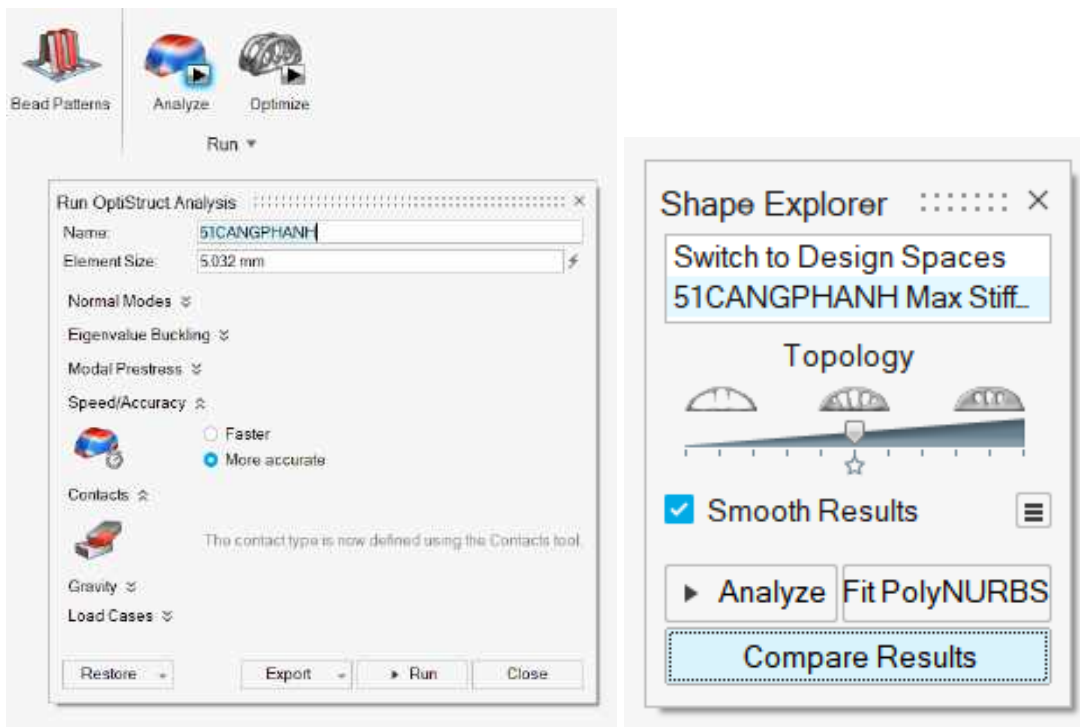 Bead Patterns
Analyze
Optimize
Run
Run OptiStruct Analysis
Name:
51CANGPHANH
Element Size:
5.032 mm
Normal Modes
Eigenvalue Buckling
Modal Prestress
Speed/Accuracy
Faster
More accurate
Contacts
The contact type is now defined using the Contacts tool.
Gravity
Load Cases
Restore
Export
Run
Close
Shape Explorer
Switch to Design Spaces
51CANGPHANH Max Stiff...
Topology
Smooth Results
Analyze
Fit PolyNURBS
Compare Results